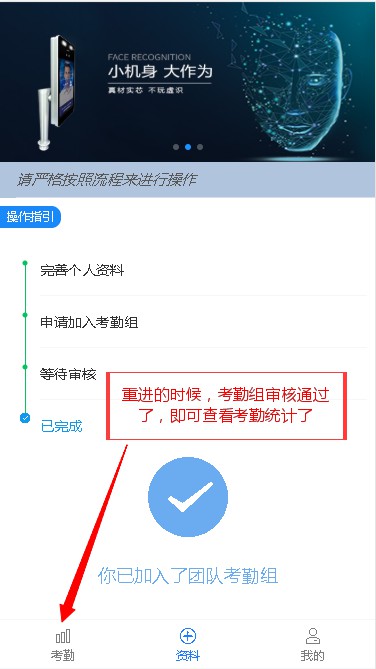 FACE RECOGNITION
小机身 大作为
真材实芯 不玩虚识
请严格按照流程来进行操作
操作指引
完善个人资料
申请加入考勤组
等待审核
重进的时候，考勤组审核通过
了，即可查看考勤统计了
已完成
你已加入了团队考勤组
考勤
资料
我的